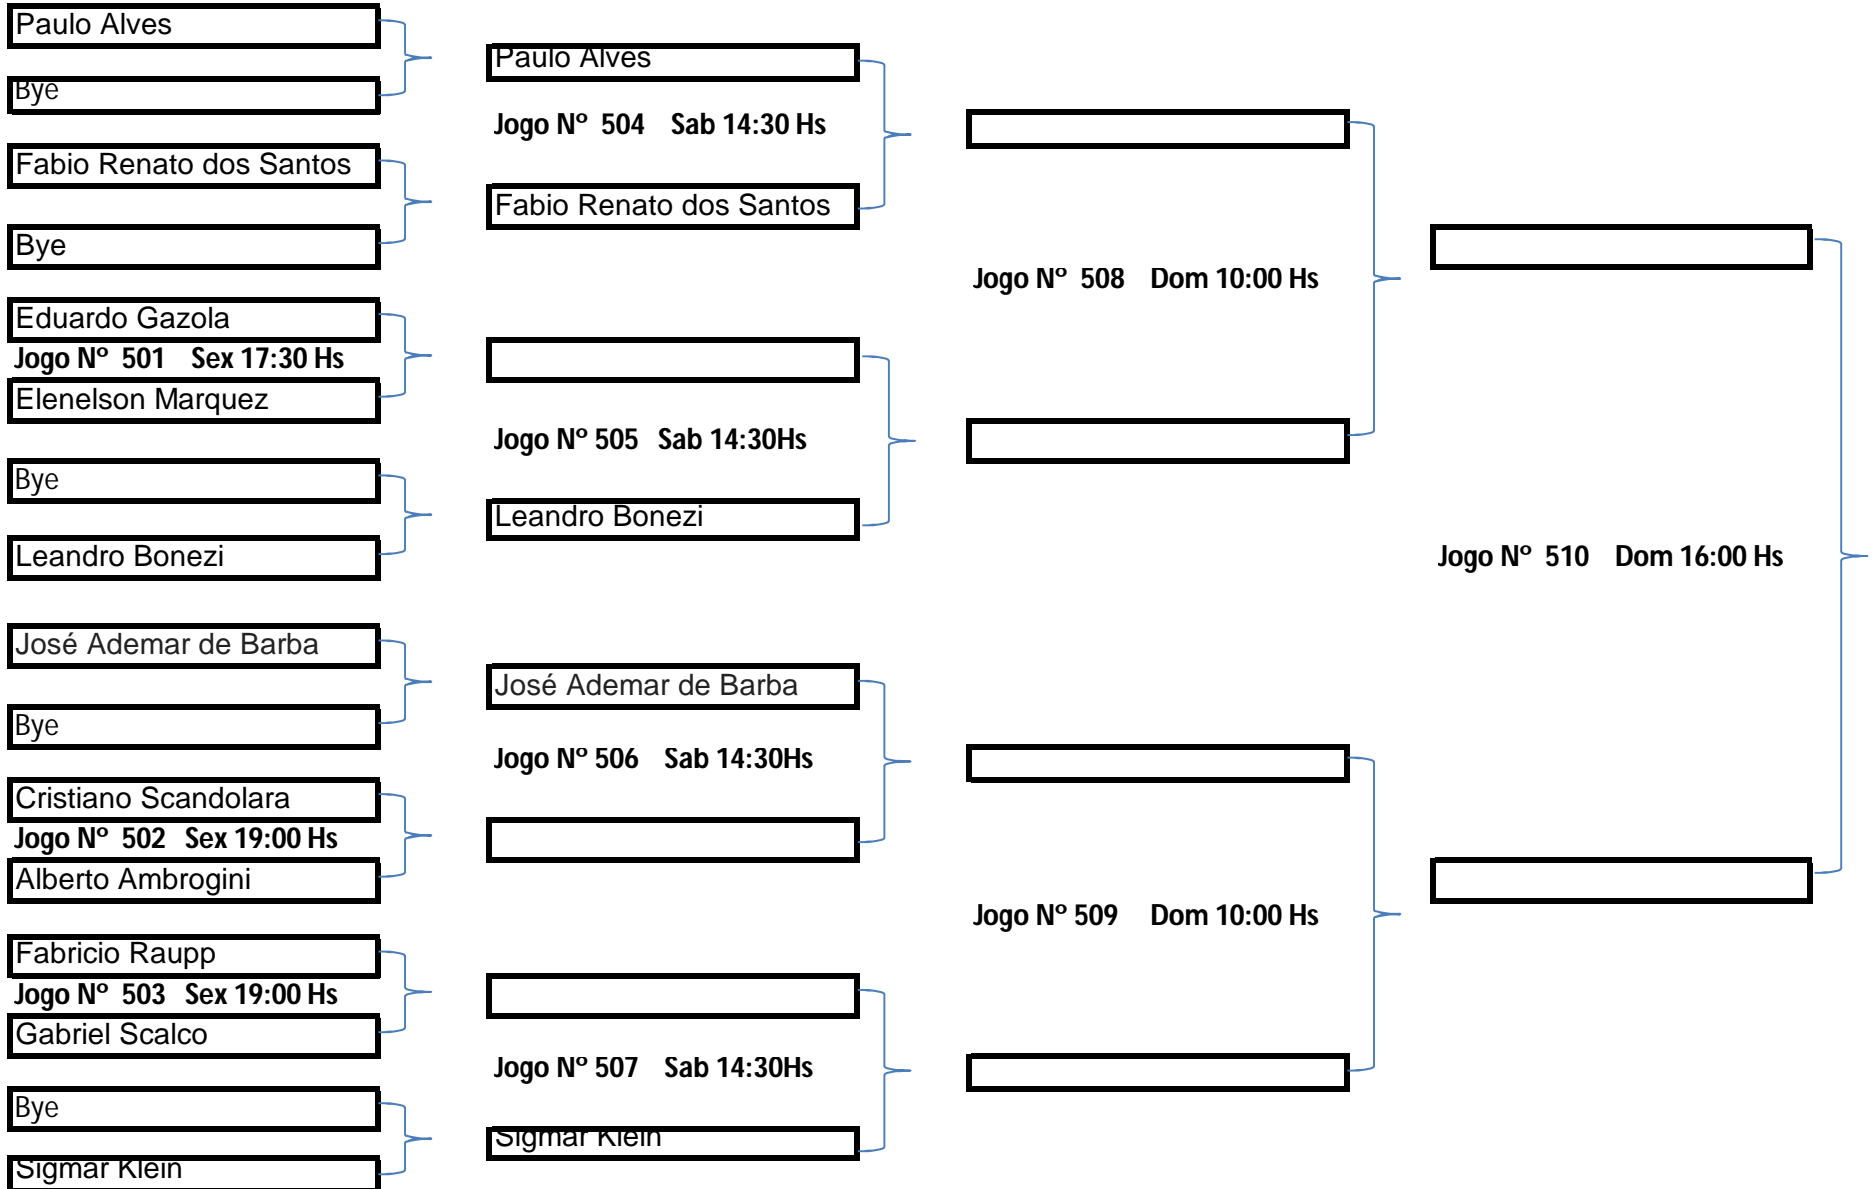 Paulo Alves
Bye
Fabio Renato dos Santos
Bye
Eduardo Gazola
Jogo Nº 501 Sex 17:30 Hs
Elenelson Marquez
Bye
Leandro Bonezi
José Ademar de Barba
Bye
Cristiano Scandolara
Jogo Nº 502 Sex 19:00 Hs
Alberto Ambrogini
Fabricio Raupp
Jogo Nº 503 Sex 19:00 Hs
Gabriel Scalco
Bye
Sigmar Klein
Paulo Alves
Jogo Nº 504 Sab 14:30 Hs
Fabio Renato dos Santos
Jogo Nº 505 Sab 14:30Hs
Leandro Bonezi
José Ademar de Barba
Jogo Nº 506 Sab 14:30Hs
Jogo Nº 507 Sab 14:30Hs
Sigmar Klein
Jogo Nº 508 Dom 10:00 Hs
Jogo Nº 509 Dom 10:00 Hs
Jogo Nº 510 Dom 16:00 Hs